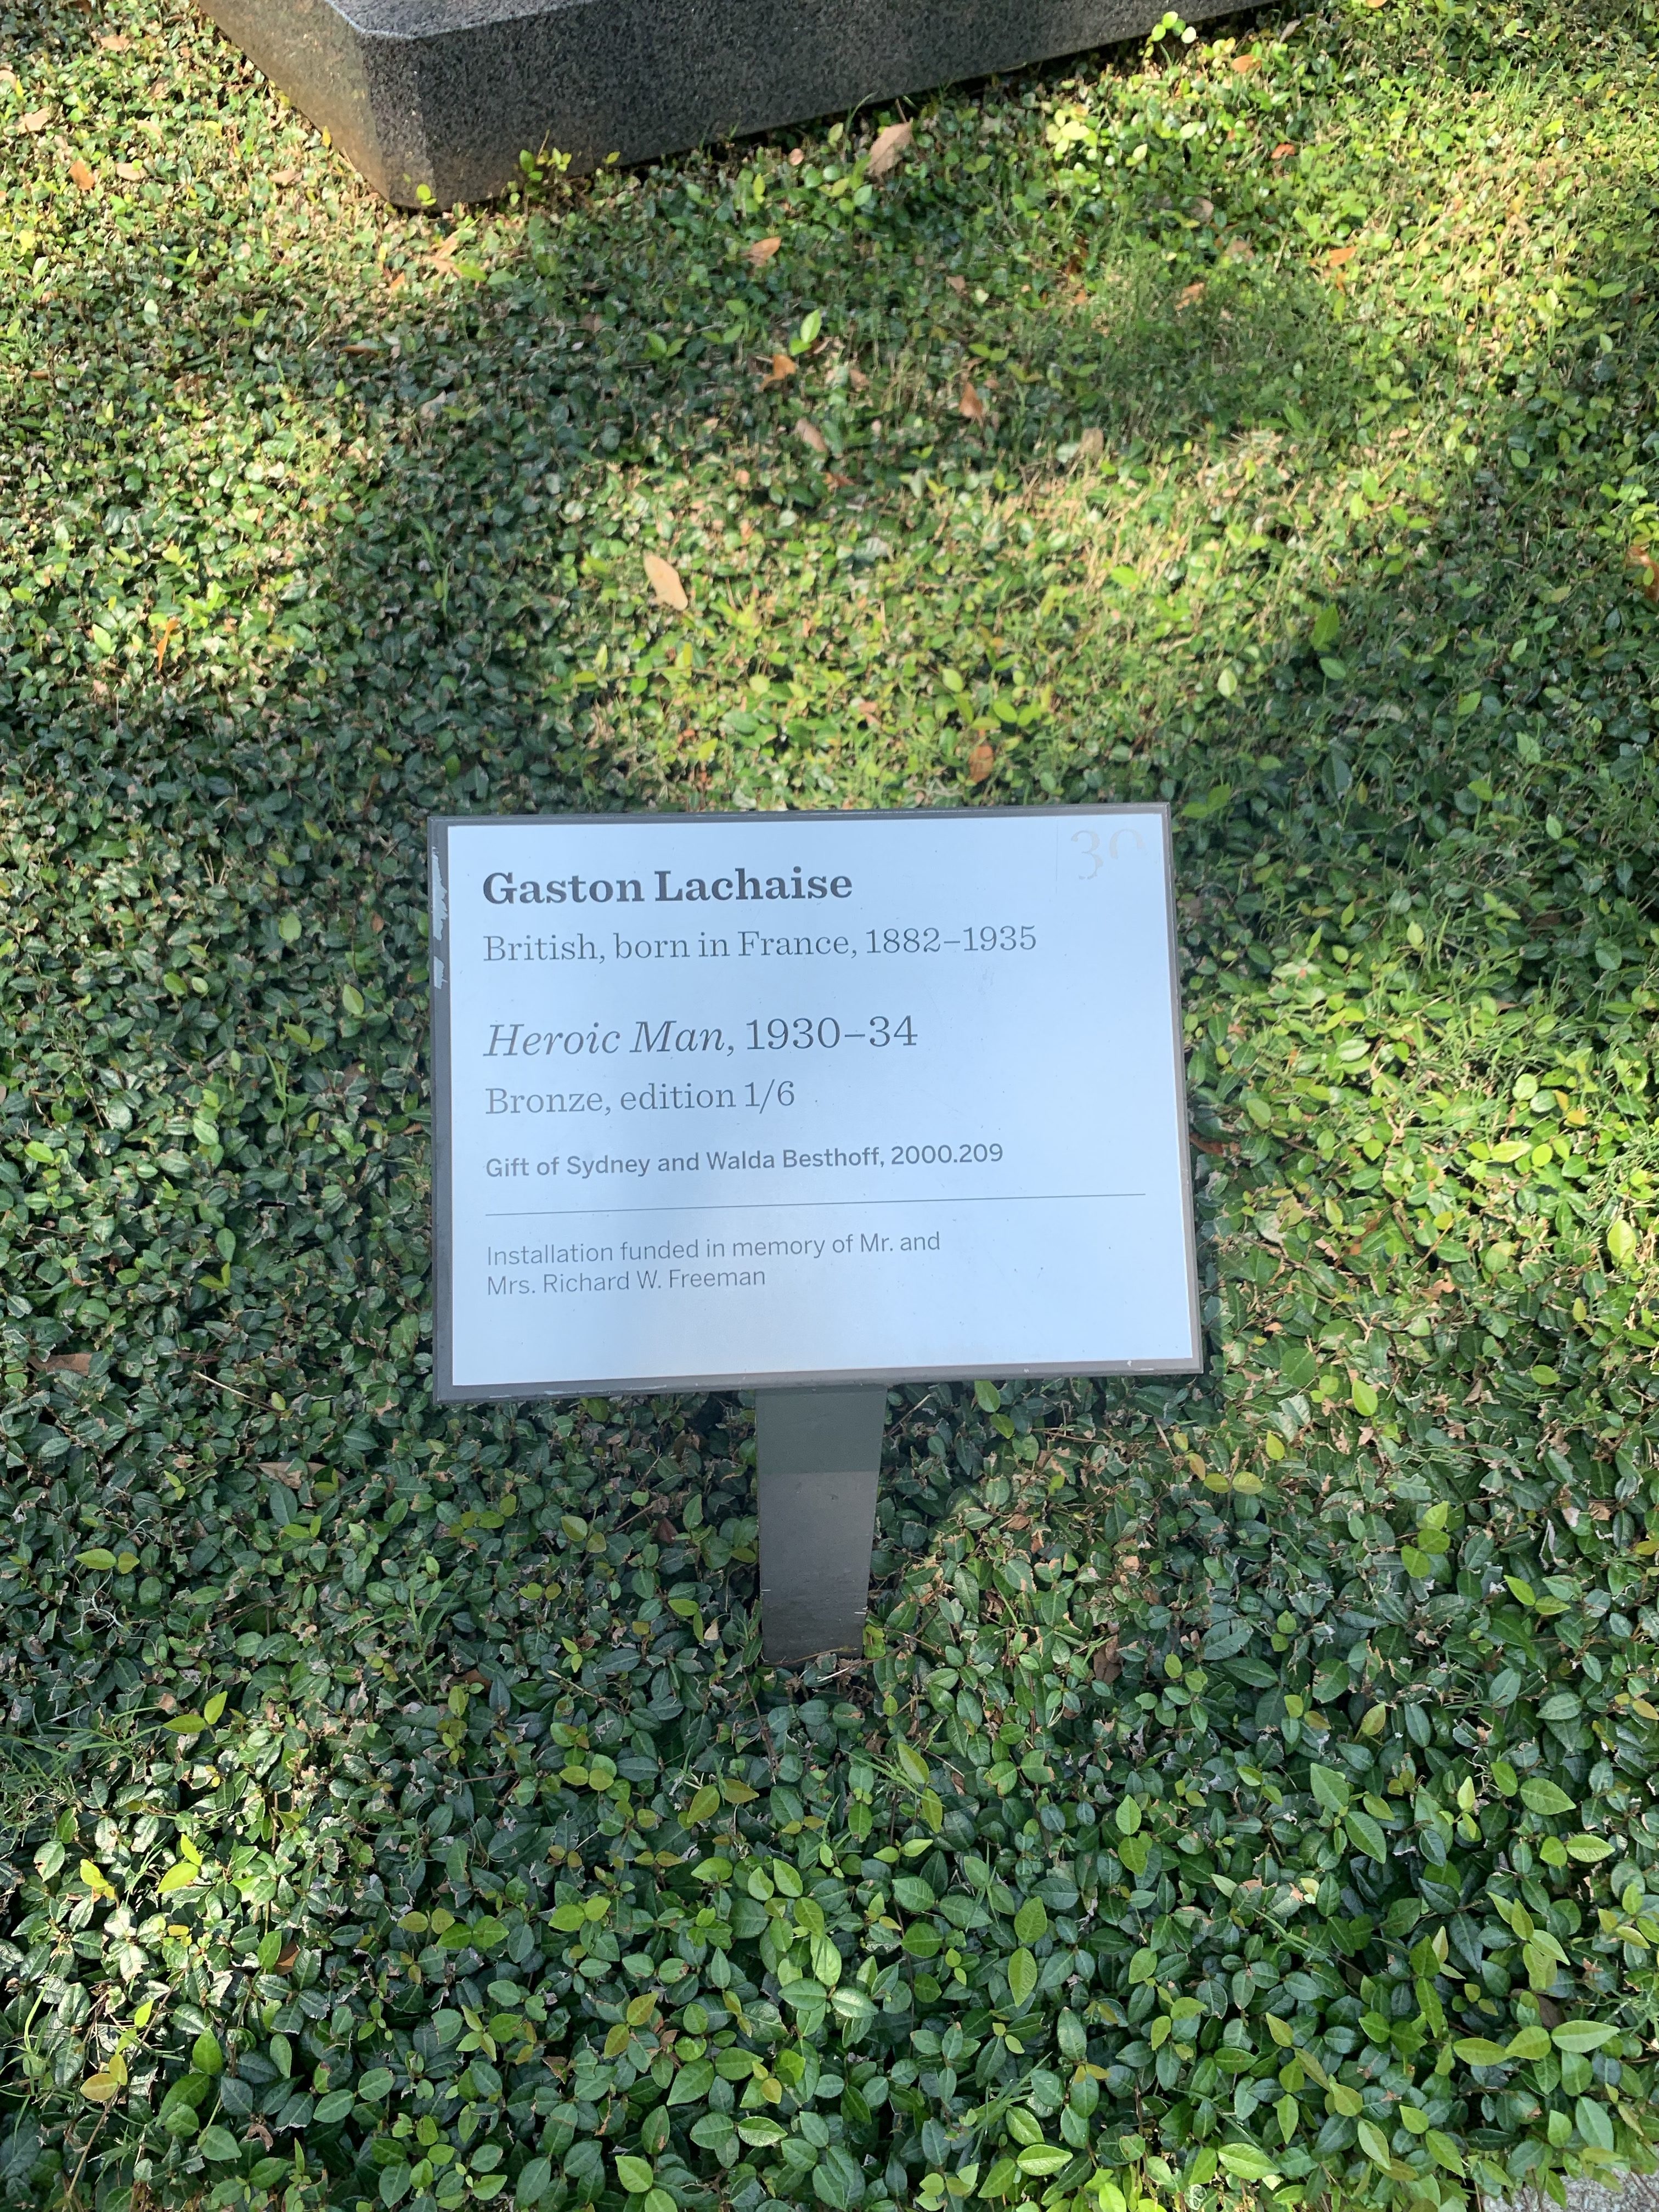 Gaston Lachaise
British, born in France, 1882–1935
Heroic Man, 1930–34
Bronze, edition 1/6
Gift of Sydney and Walda Besthoff, 2000.209
Installation funded in memory of Mr. and
Mrs. Richard W. Freeman